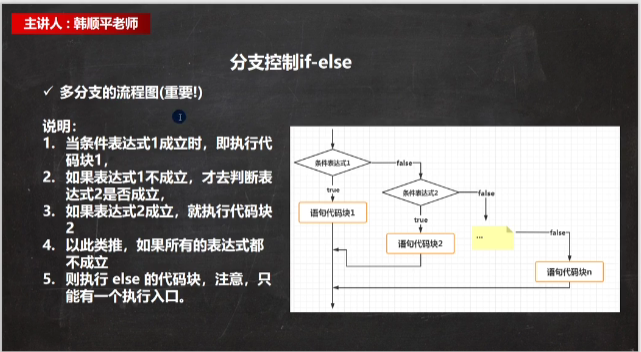 主讲人：韩顺平老师
分支控制if-else
✓ 多分支的流程图(重要!)
说明：
1. 当条件表达式1成立时，即执行代
码块1，
2. 如果表达式1不成立，才去判断表
达式2是否成立，
3. 如果表达式2成立，就执行代码块
2
4. 以此类推，如果所有的表达式都
不成立
5. 则执行 else 的代码块，注意，只
能有一个执行入口。
条件表达式1
false
true
条件表达式2
false
语句代码块1
true
语句代码块2
...
false
语句代码块n